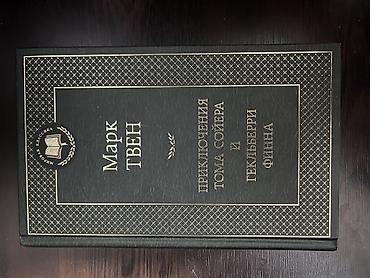 Марк
ТВЕН
ПРИКЛЮЧЕНИЯ
ТОМА СОЙЕРА
И
ГЕКЛЬБЕРРИ
ФИННА